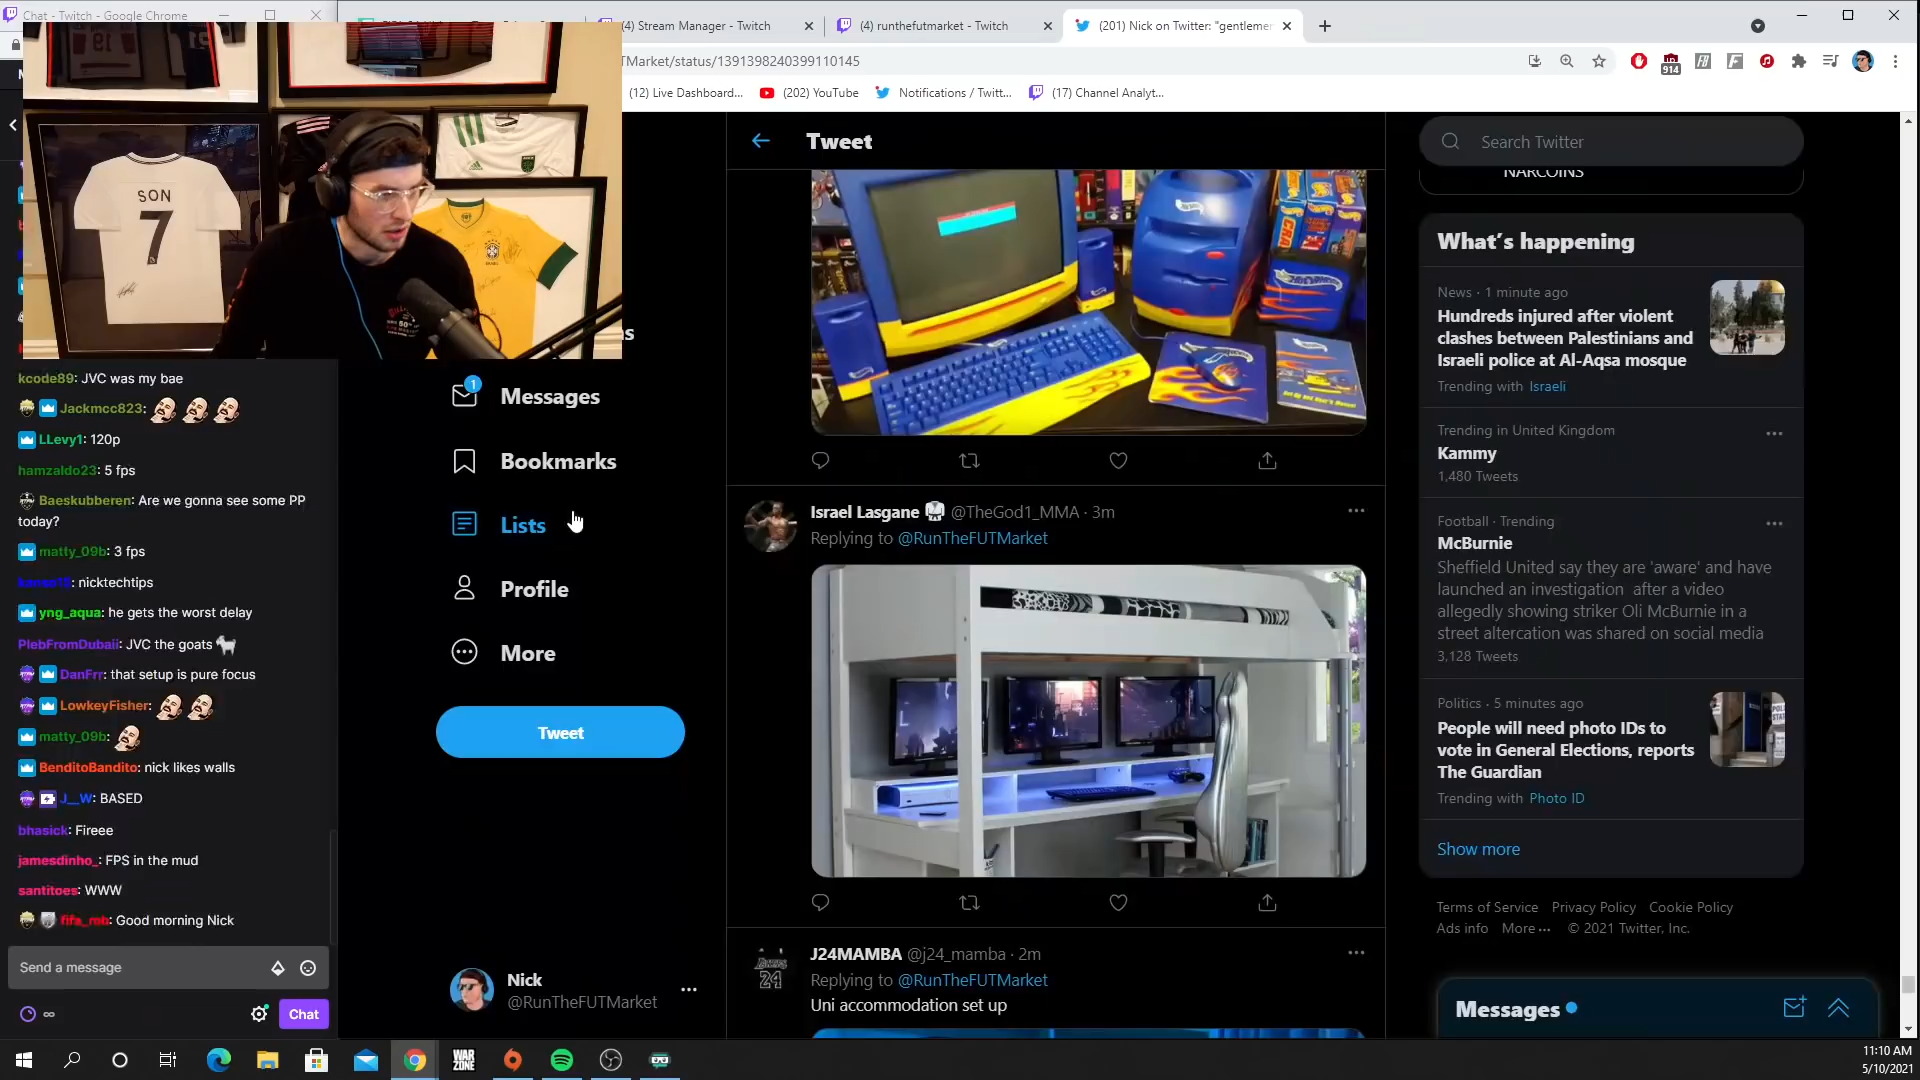 Chat - Twitch - Google Chrome
(4) Stream Manager - Twitch
(4) runthefutmarket - Twitch
(201) Nick on Twitter: "gentlemen
TMarket/status/1391398240399110145
914
(12) Live Dashboard...
(202) YouTube
Notifications / Twitt...
(17) Channel Analyt...
19
SON
7
kcode89: JVC was my bae
Jackmcc823:
LLevy1: 120p
hamzaldo23: 5 fps
Baeskubberen: Are we gonna see some PP
today?
matty_09b: 3 fps
nicktechtips
yng_aqua: he gets the worst delay
PlebFromDubaii: JVC the goats
DanFrr: that setup is pure focus
LowkeyFisher:
matty_09b:
BenditoBandito: nick likes walls
J__W: BASED
bhasick: Fireee
jamesdinho_: FPS in the mud
santitoes: WWW
fifa_rob: Good morning Nick
Send a message
Chat
1
Messages
Bookmarks
Lists
Profile
More
Tweet
Nick
@RunTheFUTMarket
Tweet
Israel Lasgane @TheGod1_MMA · 3m
Replying to @RunTheFUTMarket
24
J24MAMBA @j24_mamba · 2m
Replying to @RunTheFUTMarket
Uni accommodation set up
Search Twitter
NARCOINS
What's happening
News · 1 minute ago
Hundreds injured after violent
clashes between Palestinians and
Israeli police at Al-Aqsa mosque
Trending with Israeli
Trending in United Kingdom
Kammy
1,480 Tweets
Football · Trending
McBurnie
Sheffield United say they are 'aware' and have
launched an investigation after a video
allegedly showing striker Oli McBurnie in a
street altercation was shared on social media
3,128 Tweets
Politics · 5 minutes ago
People will need photo IDs to
vote in General Elections, reports
The Guardian
Trending with Photo ID
Show more
Terms of Service Privacy Policy Cookie Policy
Ads info More ··· © 2021 Twitter, Inc.
Messages
WAR
ZONE
11:10 AM
5/10/2021